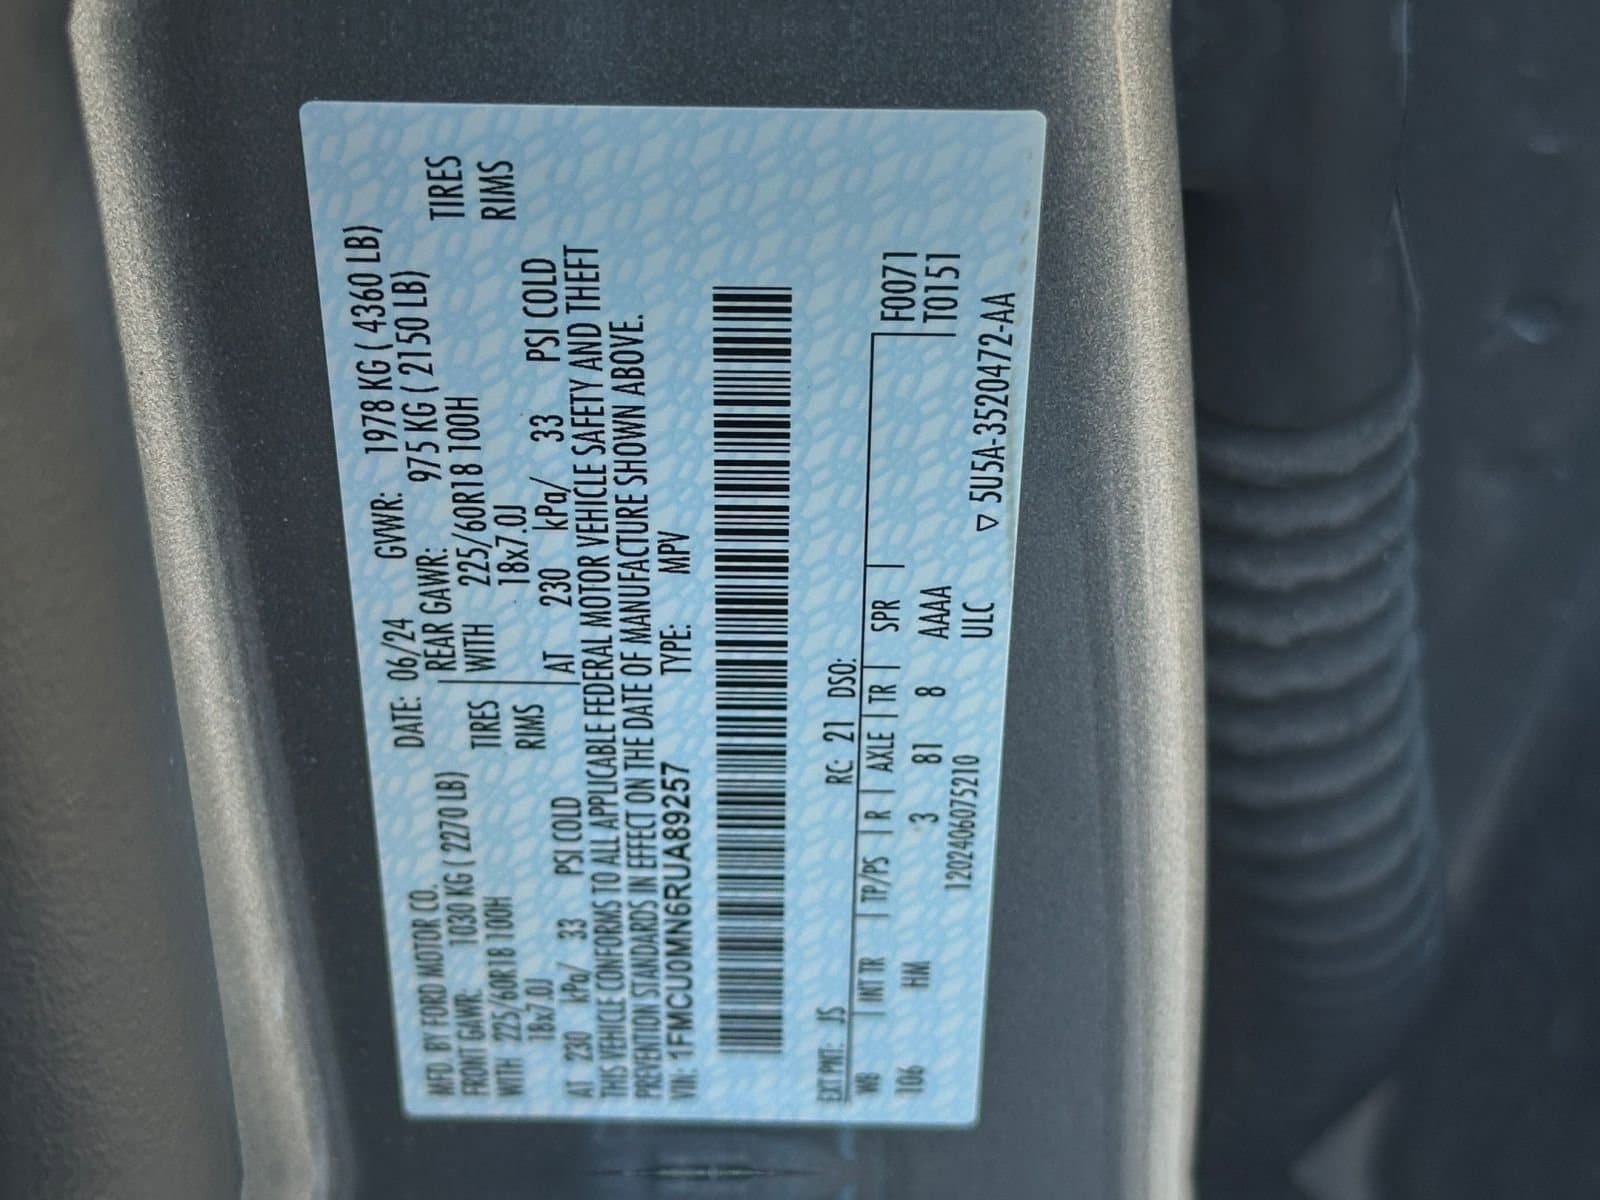 MFD. BY FORD MOTOR CO. DATE: 06/24 GVWR: 1978 KG ( 4360 LB)
FRONT GAWR: 1030 KG ( 2270 LB) REAR GAWR: 975 KG ( 2150 LB)
WITH 225/60R18 100H TIRES WITH 225/60R18 100H TIRES
18x7.0J RIMS 18x7.0J RIMS
AT 230 kPa/ 33 PSI COLD AT 230 kPa/ 33 PSI COLD
THIS VEHICLE CONFORMS TO ALL APPLICABLE FEDERAL MOTOR VEHICLE SAFETY AND THEFT
PREVENTION STANDARDS IN EFFECT ON THE DATE OF MANUFACTURE SHOWN ABOVE.
VIN: 1FMCU0MN6RUA89257 TYPE: MPV
EXT PNT: JS RC: 21 DSO:
WB INT TR TP/PS R AXLE TR SPR F0071
106 HM 3 81 8 AAAA T0151
1202406075210 ULC
▽ 5U5A-3520472-AA